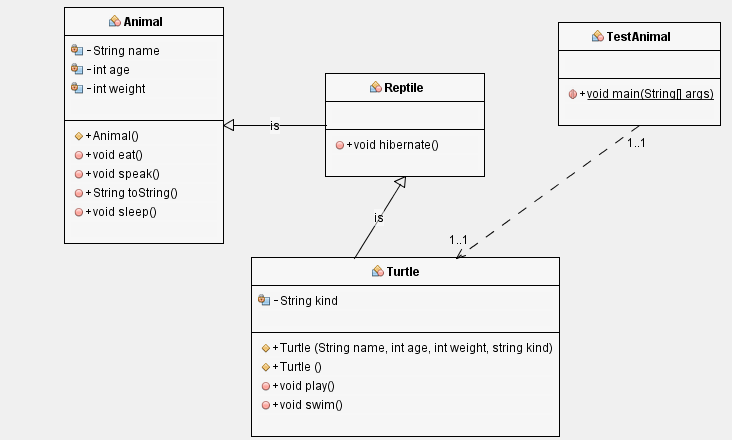 Animal
-String name
-int age
-int weight
+Animal()
+void eat()
+void speak()
+String toString()
+void sleep()
is
Reptile
+void hibernate()
is
TestAnimal
+void main(String[] args)
1..1
1..1
Turtle
-String kind
+Turtle (String name, int age, int weight, string kind)
+Turtle ()
+void play()
+void swim()